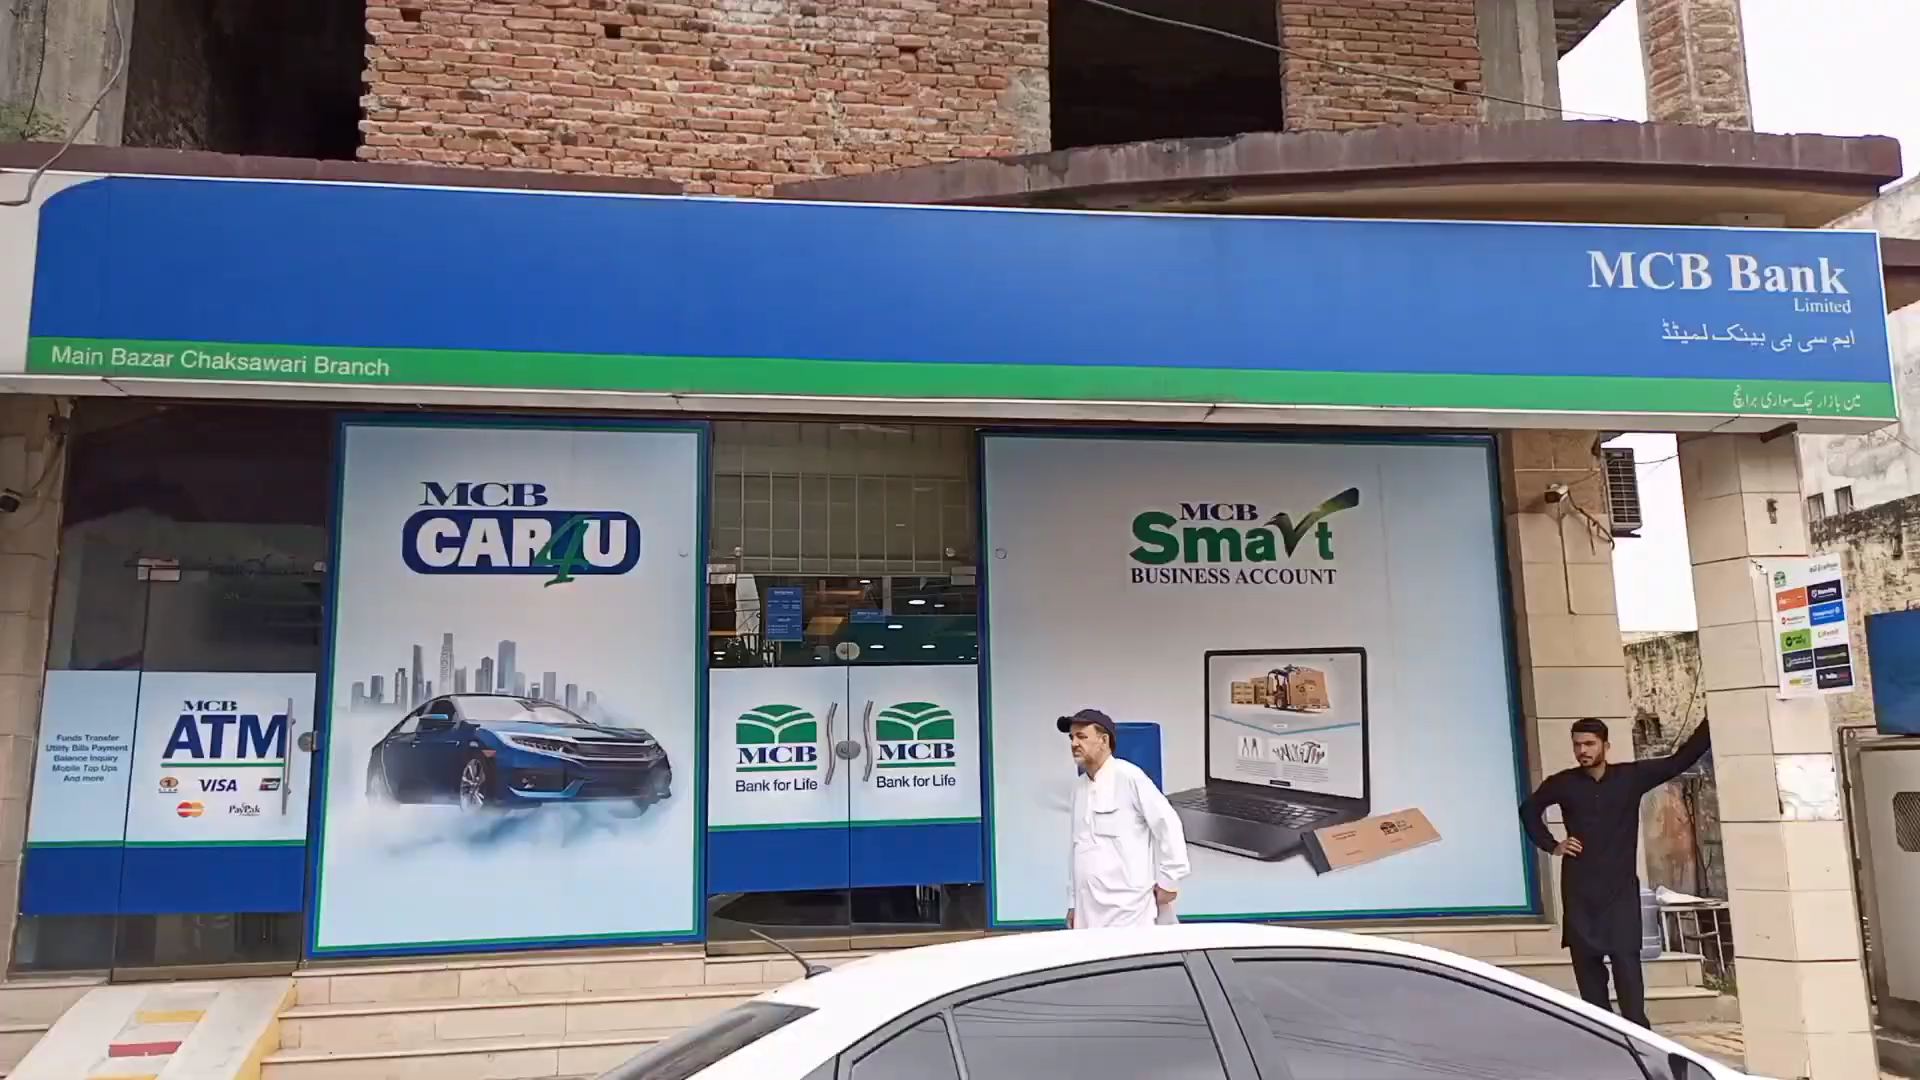 MCB Bank
Limited
ایم سی بی بینک لمیٹڈ
Main Bazar Chaksawari Branch
مین بازار چک سواری برانچ
MCB
CAR4U
MCB
Smart
BUSINESS ACCOUNT
MCB
ATM
Funds Transfer
Utility Bills Payment
Balance Inquiry
Mobile Top Ups
And more
VISA
PayPak
MCB
Bank for Life
MCB
Bank for Life